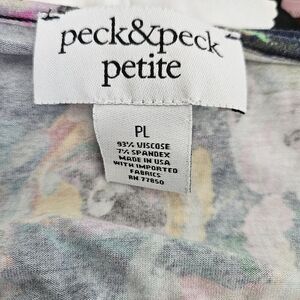 peck&peck
petite
PL
93% VISCOSE
7% SPANDEX
MADE IN USA
WITH IMPORTED
FABRICS
RN 77850